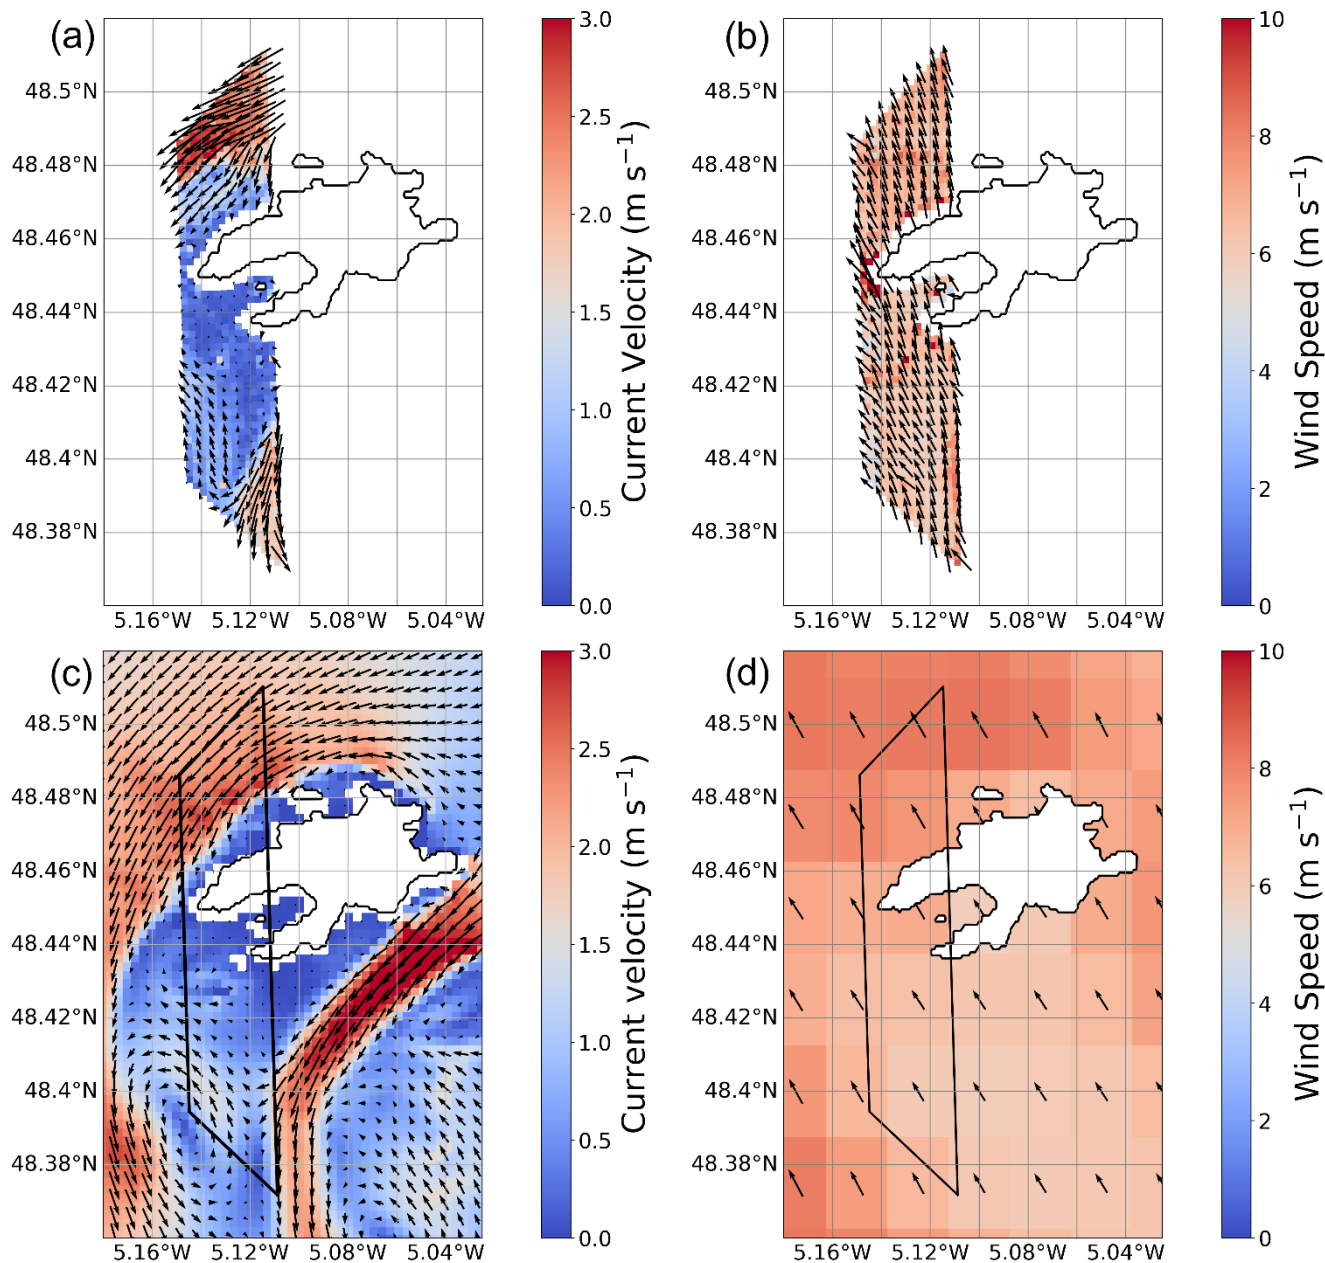 (a)
48.5°N
48.48°N
48.46°N
48.44°N
48.42°N
48.4°N
48.38°N
5.16°W 5.12°W 5.08°W 5.04°W
3.0
2.5
2.0
1.5
1.0
0.5
0.0
Current Velocity (m s⁻¹)
(b)
48.5°N
48.48°N
48.46°N
48.44°N
48.42°N
48.4°N
48.38°N
5.16°W 5.12°W 5.08°W 5.04°W
10
8
6
4
2
0
Wind Speed (m s⁻¹)
(c)
48.5°N
48.48°N
48.46°N
48.44°N
48.42°N
48.4°N
48.38°N
5.16°W 5.12°W 5.08°W 5.04°W
3.0
2.5
2.0
1.5
1.0
0.5
0.0
Current velocity (m s⁻¹)
(d)
48.5°N
48.48°N
48.46°N
48.44°N
48.42°N
48.4°N
48.38°N
5.16°W 5.12°W 5.08°W 5.04°W
10
8
6
4
2
0
Wind Speed (m s⁻¹)